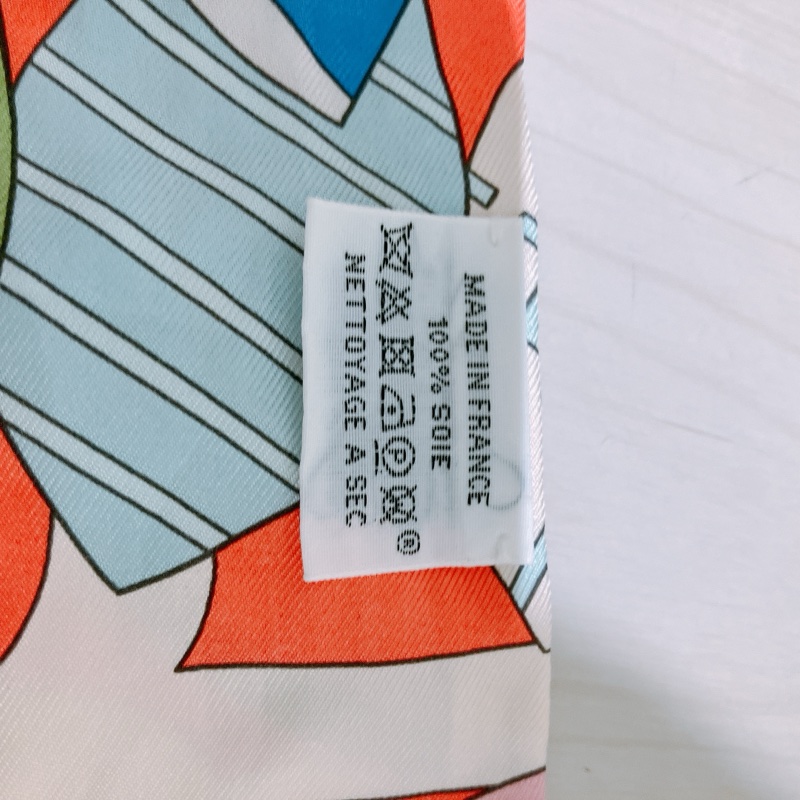 MADE IN FRANCE
100% SOIE
P W ®
NETTOYAGE A SEC